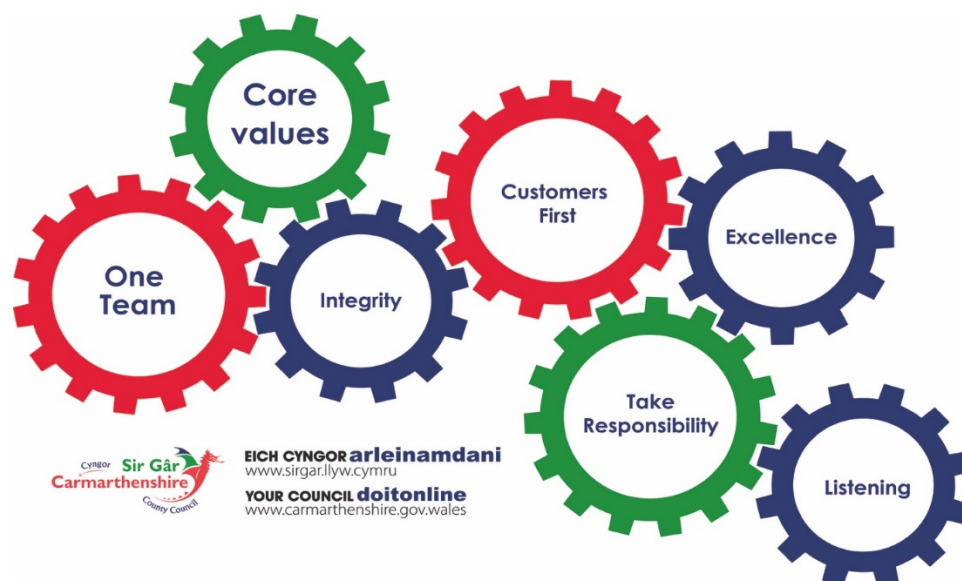 Core
values
One
Team
Integrity
Customers
First
Excellence
Take
Responsibility
Listening
Cyngor Sir Gâr
Carmarthenshire
County Council
EICH CYNGOR arleinamdani
www.sirgar.llyw.cymru
YOUR COUNCIL doitonline
www.carmarthenshire.gov.wales